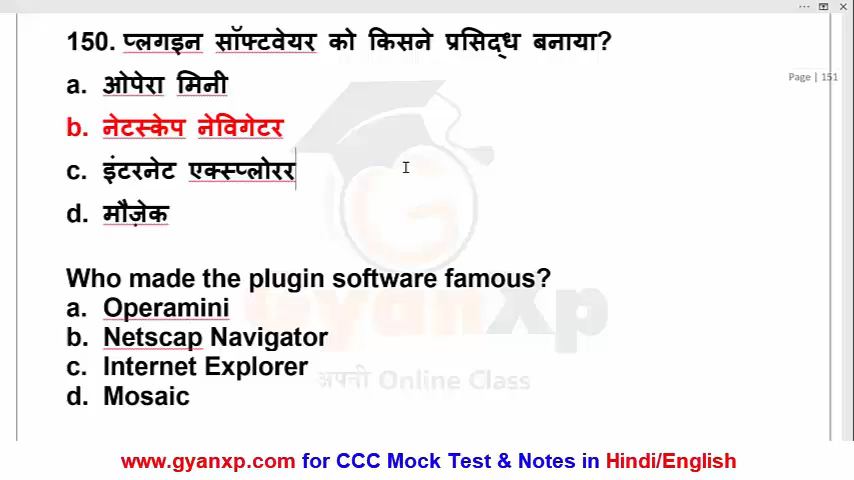 150. प्लगइन सॉफ्टवेयर को किसने प्रसिद्ध बनाया?
Page | 151
a. ओपेरा मिनी
b. नेटस्केप नेविगेटर
c. इंटरनेट एक्स्प्लोरर
d. मौज़ेक
Who made the plugin software famous?
a. Operamini
b. Netscap Navigator
c. Internet Explorer
d. Mosaic
GyanXp
अपनी Online Class
www.gyanxp.com for CCC Mock Test & Notes in Hindi/English